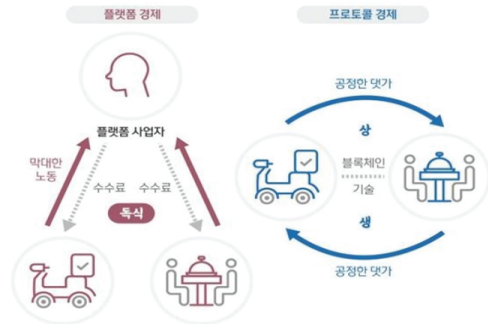 플랫폼 경제
플랫폼 사업자
막대한
노동
수수료 수수료
독식
프로토콜 경제
공정한 댓가
상
블록체인
기술
생
공정한 댓가